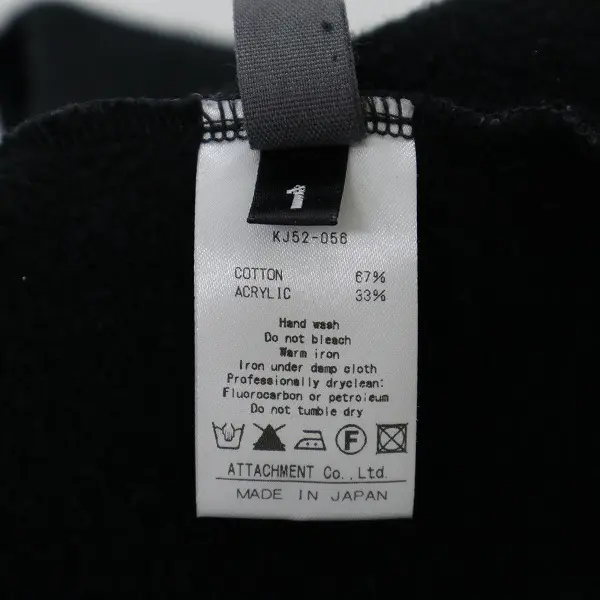 1
KJ52-056
COTTON 67%
ACRYLIC 33%
Hand wash
Do not bleach
Warm iron
Iron under damp cloth
Professionally dryclean:
Fluorocarbon or petroleum
Do not tumble dry
F
ATTACHMENT Co.,Ltd.
MADE IN JAPAN